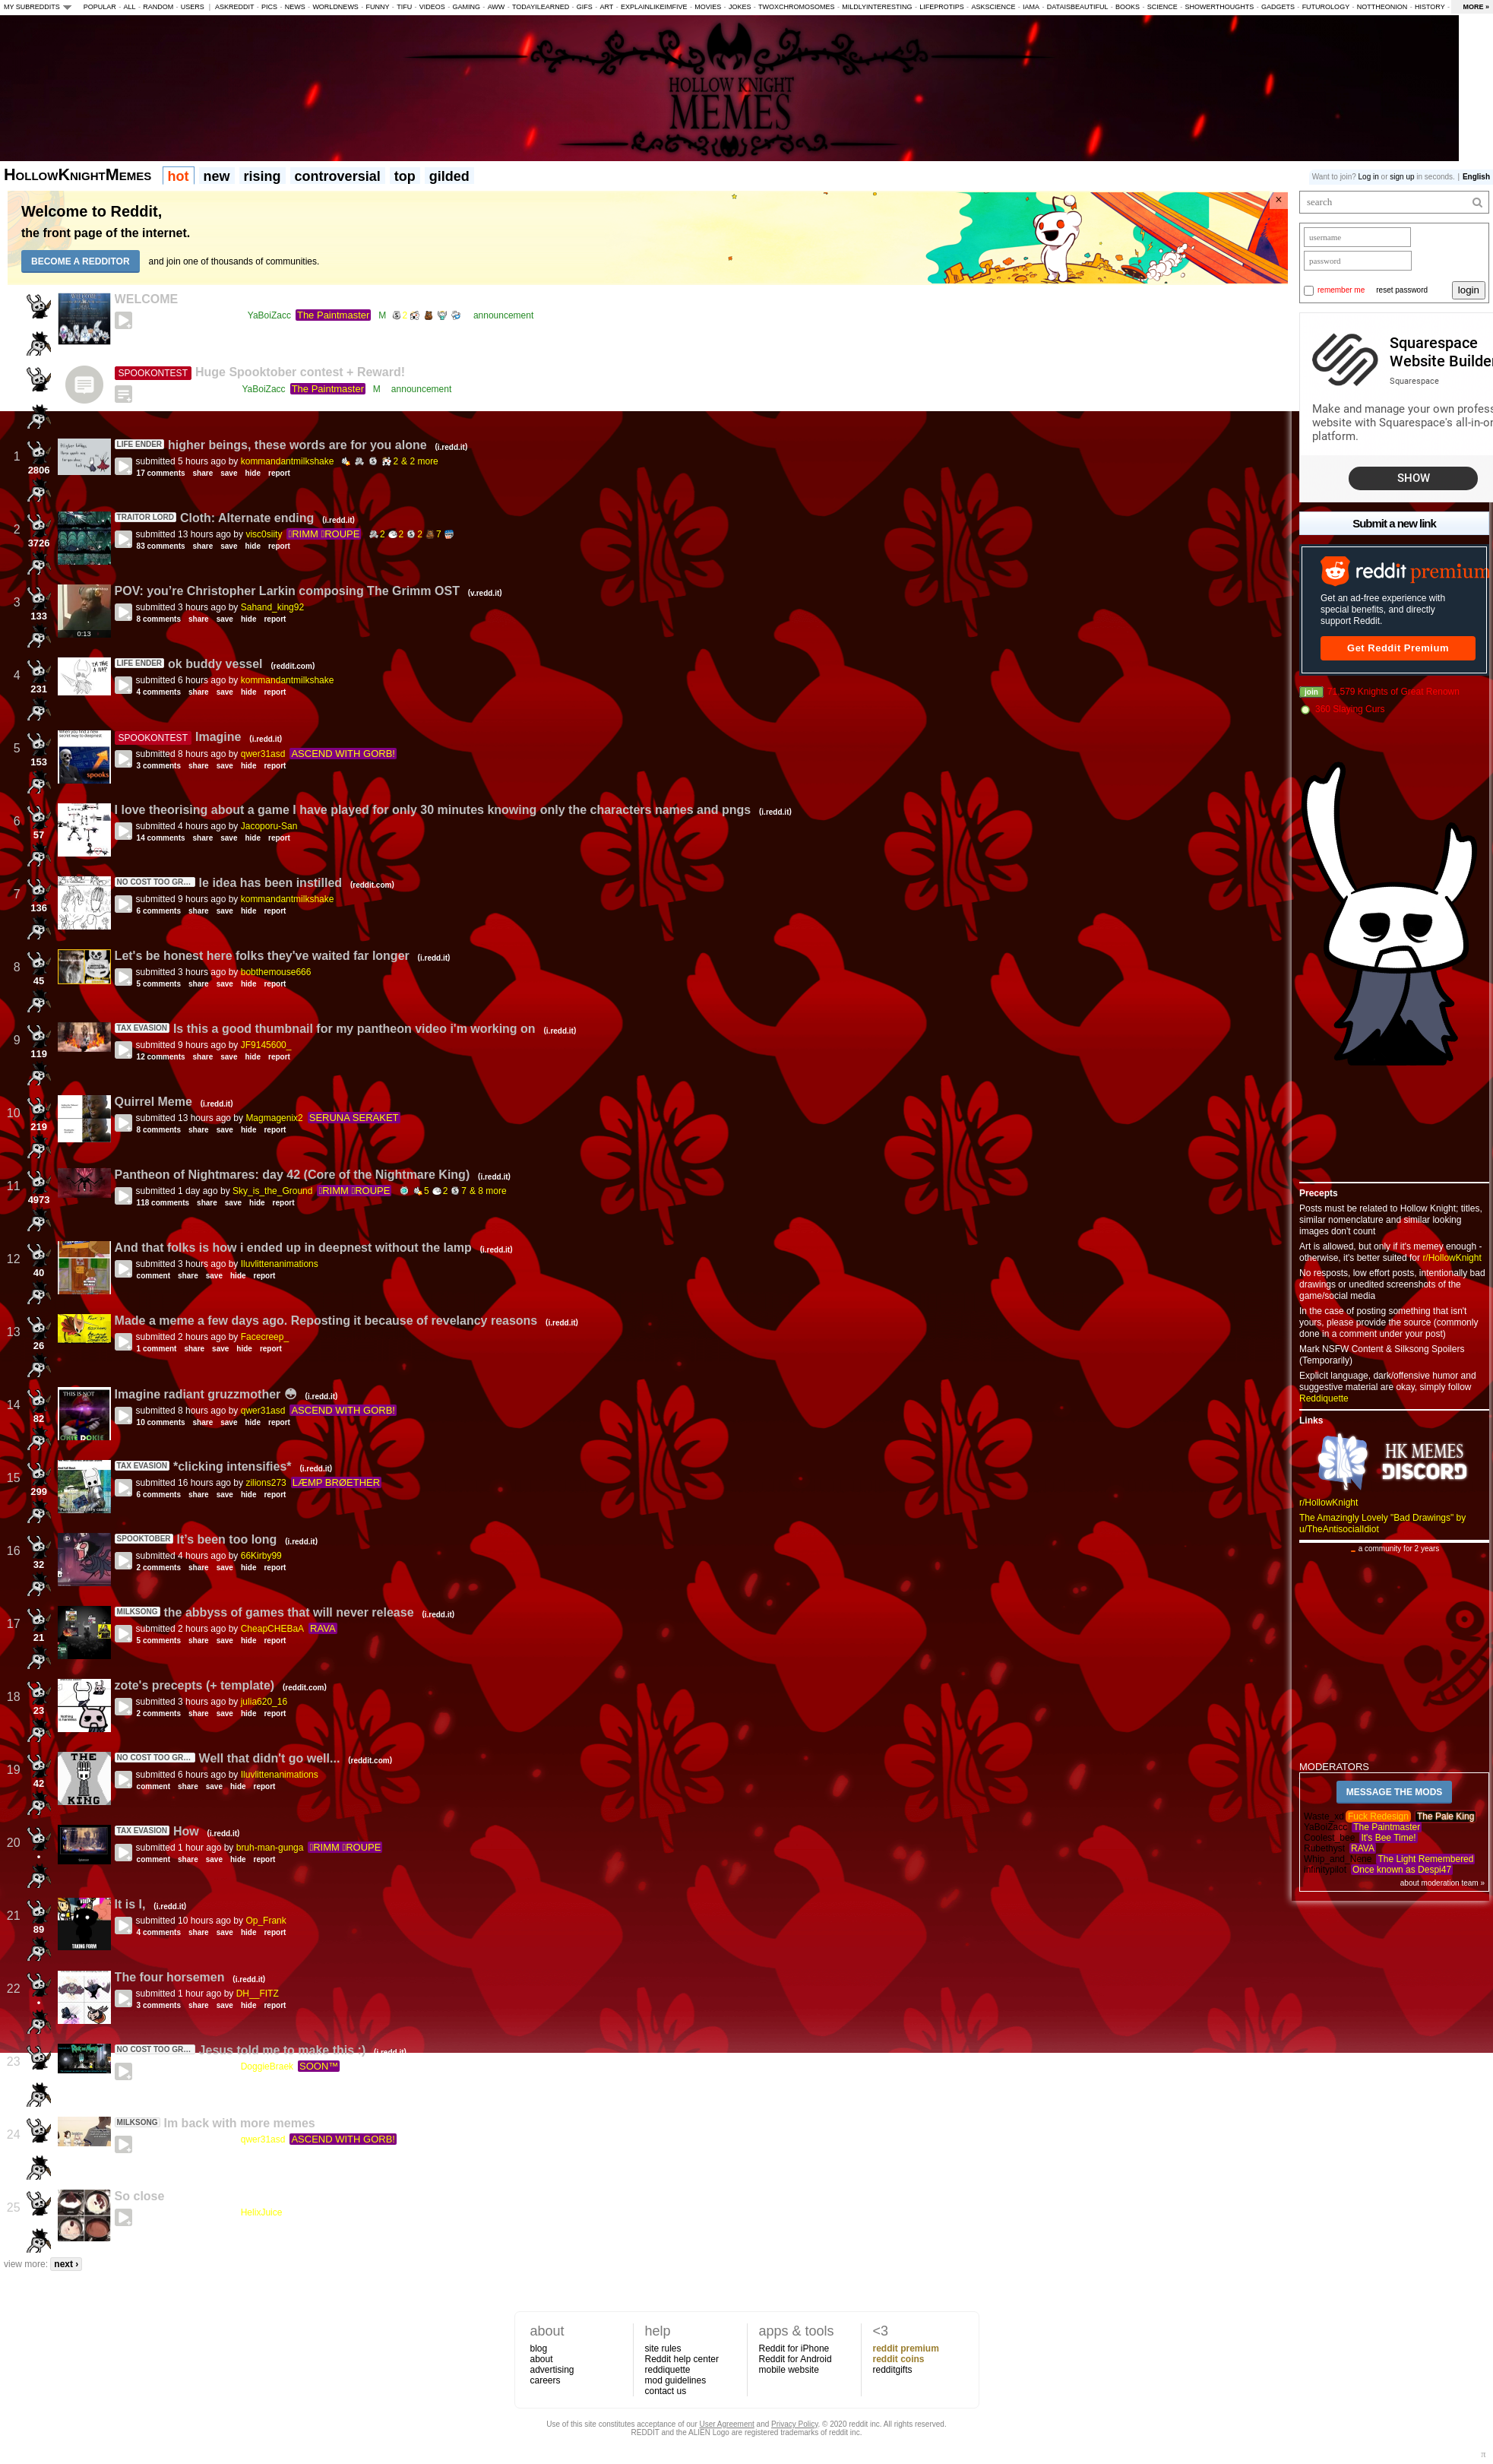 MY SUBREDDITS POPULAR - ALL - RANDOM - USERS | ASKREDDIT - PICS - NEWS - WORLDNEWS - FUNNY - TIFU - VIDEOS - GAMING - AWW - TODAYILEARNED - GIFS - ART - EXPLAINLIKEIMFIVE - MOVIES - JOKES - TWOXCHROMOSOMES - MILDLYINTERESTING - LIFEPROTIPS - ASKSCIENCE - IAMA - DATAISBEAUTIFUL - BOOKS - SCIENCE - SHOWERTHOUGHTS - GADGETS - FUTUROLOGY - NOTTHEONION - HISTORY - MORE »
HOLLOW KNIGHT
MEMES
HollowKnightMemes hot new rising controversial top gilded
Want to join? Log in or sign up in seconds. | English
Welcome to Reddit,
the front page of the internet.
BECOME A REDDITOR and join one of thousands of communities.
×
WELCOME
YaBoiZacc The Paintmaster M announcement
SPOOKONTEST Huge Spooktober contest + Reward!
YaBoiZacc The Paintmaster M announcement
1
2806
LIFE ENDER higher beings, these words are for you alone (i.redd.it)
submitted 5 hours ago by kommandantmilkshake 2 & 2 more
17 comments share save hide report
2
3726
TRAITOR LORD Cloth: Alternate ending (i.redd.it)
submitted 13 hours ago by visc0siity RIMM ROUPE 2 2 2 7
83 comments share save hide report
3
133
0:13
POV: you're Christopher Larkin composing The Grimm OST (v.redd.it)
submitted 3 hours ago by Sahand_king92
8 comments share save hide report
4
231
LIFE ENDER ok buddy vessel (reddit.com)
submitted 6 hours ago by kommandantmilkshake
4 comments share save hide report
5
153
spooks
SPOOKONTEST Imagine (i.redd.it)
submitted 8 hours ago by qwer31asd ASCEND WITH GORB!
3 comments share save hide report
6
57
I love theorising about a game I have played for only 30 minutes knowing only the characters names and pngs (i.redd.it)
submitted 4 hours ago by Jacoporu-San
14 comments share save hide report
7
136
NO COST TOO GR... le idea has been instilled (reddit.com)
submitted 9 hours ago by kommandantmilkshake
6 comments share save hide report
8
45
Let's be honest here folks they've waited far longer (i.redd.it)
submitted 3 hours ago by bobthemouse666
5 comments share save hide report
9
119
TAX EVASION Is this a good thumbnail for my pantheon video i'm working on (i.redd.it)
submitted 9 hours ago by JF9145600_
12 comments share save hide report
10
219
Quirrel Meme (i.redd.it)
submitted 13 hours ago by Magmagenix2 SERUNA SERAKET
8 comments share save hide report
11
4973
Pantheon of Nightmares: day 42 (Core of the Nightmare King) (i.redd.it)
submitted 1 day ago by Sky_is_the_Ground RIMM ROUPE 5 2 7 & 8 more
118 comments share save hide report
12
40
And that folks is how i ended up in deepnest without the lamp (i.redd.it)
submitted 3 hours ago by Iluvlittenanimations
comment share save hide report
13
26
Made a meme a few days ago. Reposting it because of revelancy reasons (i.redd.it)
submitted 2 hours ago by Facecreep_
1 comment share save hide report
14
82
THIS IS NOT
OKIE DOKIE
Imagine radiant gruzzmother 😳 (i.redd.it)
submitted 8 hours ago by qwer31asd ASCEND WITH GORB!
10 comments share save hide report
15
299
TAX EVASION *clicking intensifies* (i.redd.it)
submitted 16 hours ago by zilions273 LÆMP BRØETHER
6 comments share save hide report
16
32
SPOOKTOBER It's been too long (i.redd.it)
submitted 4 hours ago by 66Kirby99
2 comments share save hide report
17
21
MILKSONG the abbyss of games that will never release (i.redd.it)
submitted 2 hours ago by CheapCHEBaA RAVA
5 comments share save hide report
18
23
zote's precepts (+ template) (reddit.com)
submitted 3 hours ago by julia620_16
2 comments share save hide report
19
42
THE
KING
NO COST TOO GR... Well that didn't go well... (reddit.com)
submitted 6 hours ago by Iluvlittenanimations
comment share save hide report
20
•
TAX EVASION How (i.redd.it)
submitted 1 hour ago by bruh-man-gunga RIMM ROUPE
comment share save hide report
21
89
TAKING FORM
It is I, (i.redd.it)
submitted 10 hours ago by Op_Frank
4 comments share save hide report
22
•
The four horsemen (i.redd.it)
submitted 1 hour ago by DH__FITZ
3 comments share save hide report
23
NO COST TOO GR... Jesus told me to make this :) (i.redd.it)
SOON™
24
MILKSONG Im back with more memes
qwer31asd ASCEND WITH GORB!
25
So close
HelixJuice
view more: next ›
search
username
password
remember me reset password login
Squarespace
Website Builder
Squarespace
Make and manage your own profess
website with Squarespace's all-in-on
platform.
SHOW
Submit a new link
reddit premium
Get an ad-free experience with
special benefits, and directly
support Reddit.
Get Reddit Premium
join 71,579 Knights of Great Renown
360 Slaying Curs
Precepts
Posts must be related to Hollow Knight; titles,
similar nomenclature and similar looking
images don't count
Art is allowed, but only if it's memey enough -
otherwise, it's better suited for r/HollowKnight
No resposts, low effort posts, intentionally bad
drawings or unedited screenshots of the
game/social media
In the case of posting something that isn't
yours, please provide the source (commonly
done in a comment under your post)
Mark NSFW Content & Silksong Spoilers
(Temporarily)
Explicit language, dark/offensive humor and
suggestive material are okay, simply follow
Reddiquette
Links
HK MEMES
DISCORD
r/HollowKnight
The Amazingly Lovely "Bad Drawings" by
u/TheAntisocialIdiot
a community for 2 years
MODERATORS
MESSAGE THE MODS
Fuck Redesign The Pale King
YaBoiZacc The Paintmaster
It's Bee Time!
RAVA
The Light Remembered
Once known as Despi47
about moderation team »
about
blog
about
advertising
careers
help
site rules
Reddit help center
reddiquette
mod guidelines
contact us
apps & tools
Reddit for iPhone
Reddit for Android
mobile website
<3
reddit premium
reddit coins
redditgifts
Use of this site constitutes acceptance of our User Agreement and Privacy Policy. © 2020 reddit inc. All rights reserved.
REDDIT and the ALIEN Logo are registered trademarks of reddit inc.
π